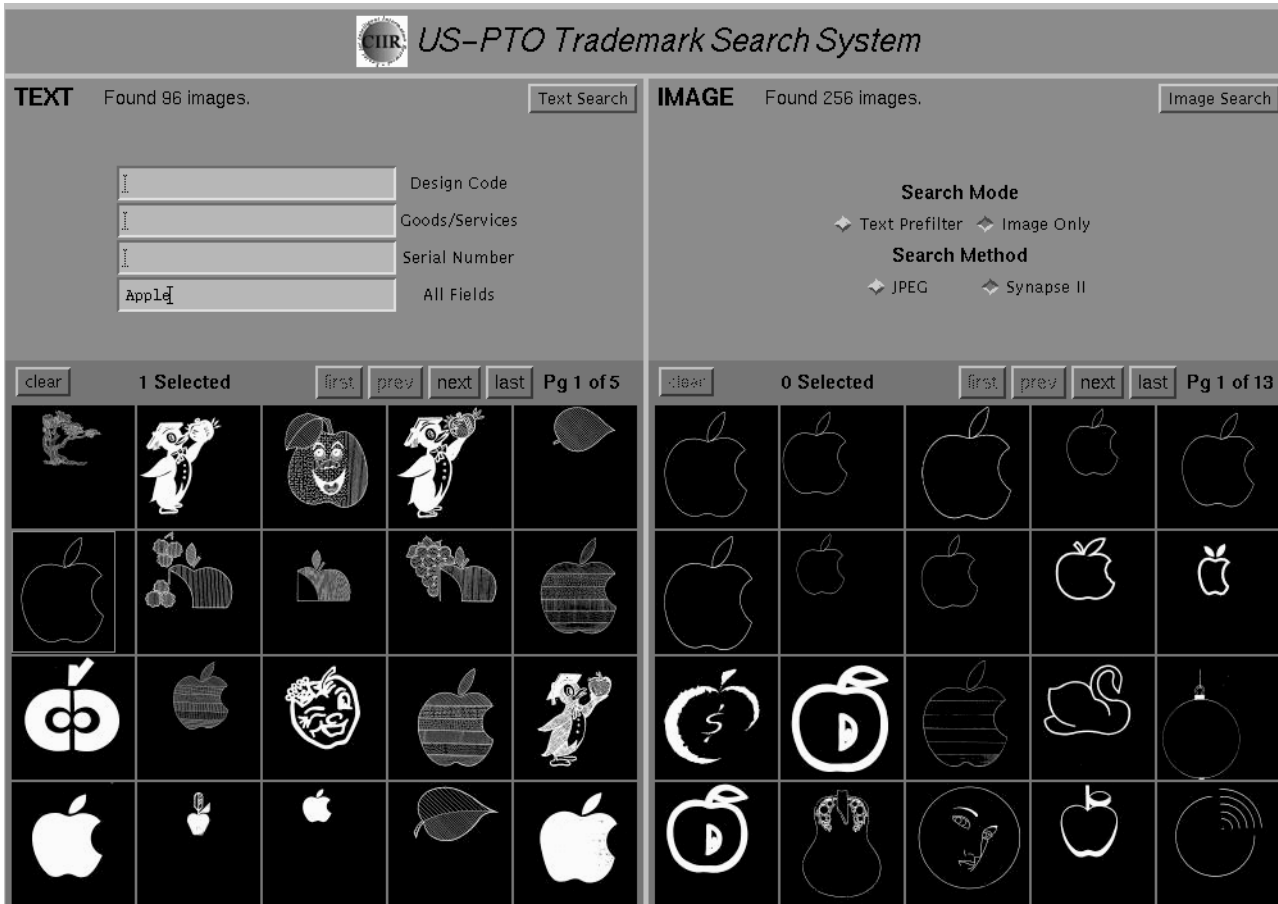 CIIR US-PTO Trademark Search System
TEXT Found 96 images. Text Search
Design Code
Goods/Services
Serial Number
Apple All Fields
clear 1 Selected first prev next last Pg 1 of 5
IMAGE Found 256 images. Image Search
Search Mode
Text Prefilter Image Only
Search Method
JPEG Synapse II
clear 0 Selected first prev next last Pg 1 of 13
S